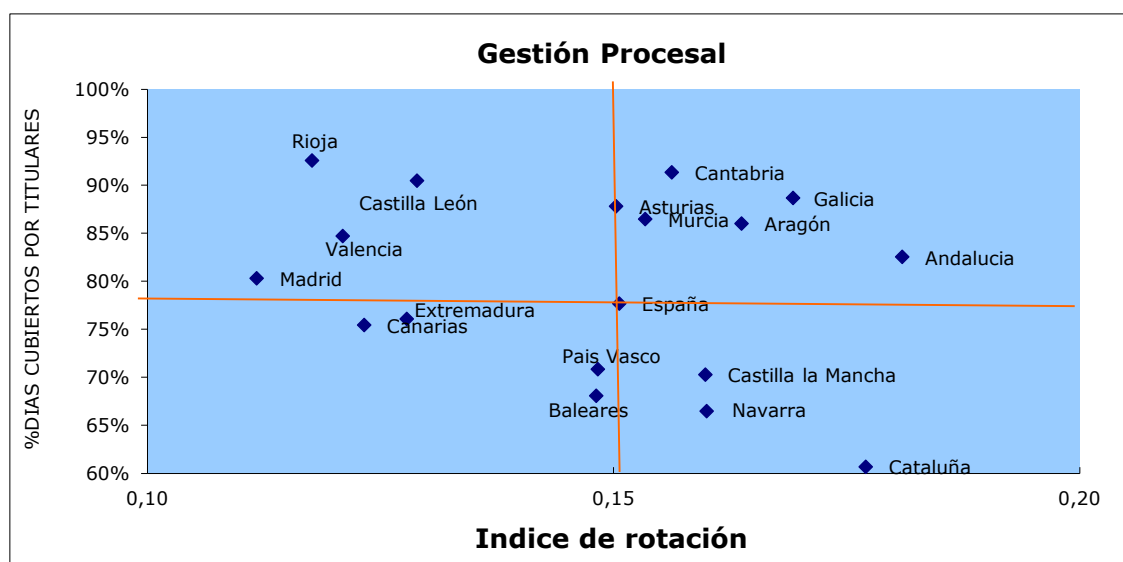 Gestión Procesal
%DIAS CUBIERTOS POR TITULARES
100%
95%
90%
85%
80%
75%
70%
65%
60%
Rioja
Cantabria
Castilla León
Galicia
Asturias
Murcia
Aragón
Valencia
Andalucia
Madrid
España
Extremadura
Canarias
Pais Vasco
Castilla la Mancha
Baleares
Navarra
Cataluña
0,10
0,15
0,20
Indice de rotación